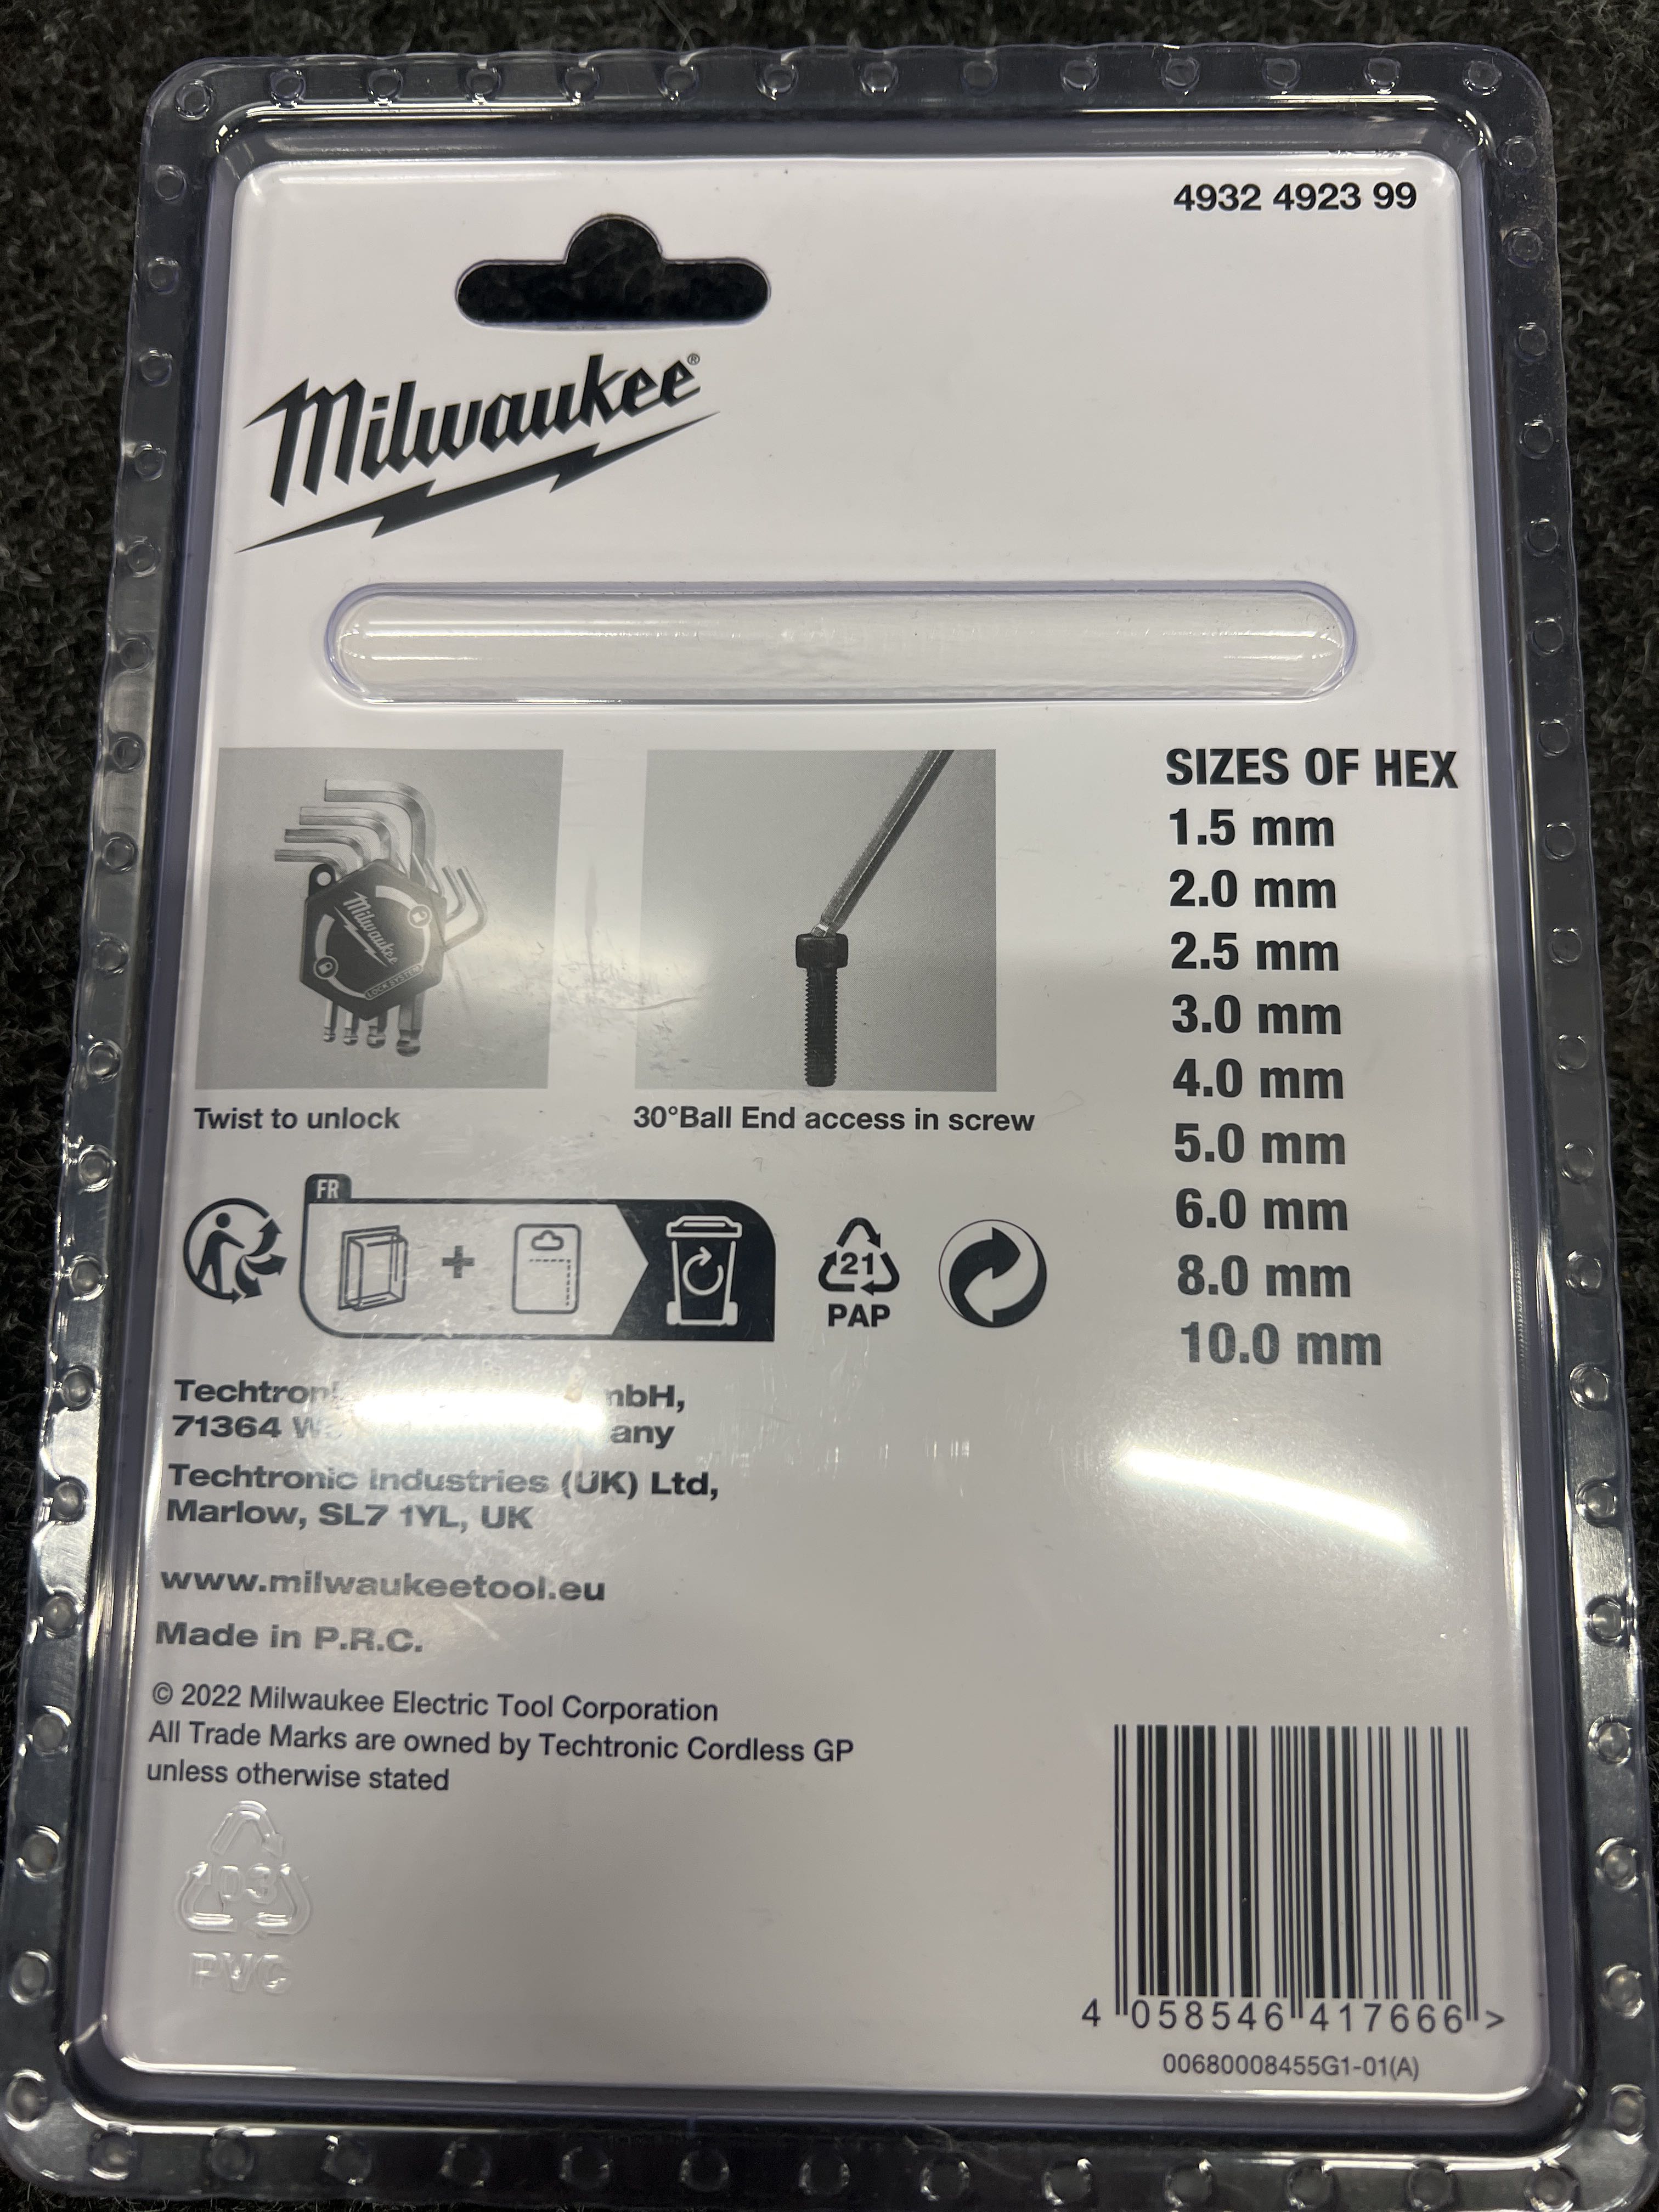 4932 4923 99
Milwaukee®
SIZES OF HEX
1.5 mm
2.0 mm
2.5 mm
3.0 mm
4.0 mm
5.0 mm
6.0 mm
8.0 mm
10.0 mm
Milwaukee
LOCK SYSTEM
Twist to unlock
30°Ball End access in screw
FR
21
PAP
71364
Techtronic Industries (UK) Ltd,
Marlow, SL7 1YL, UK
www.milwaukeetool.eu
Made in P.R.C.
© 2022 Milwaukee Electric Tool Corporation
All Trade Marks are owned by Techtronic Cordless GP
unless otherwise stated
03
PVC
4 058546 417666 >
00680008455G1-01(A)